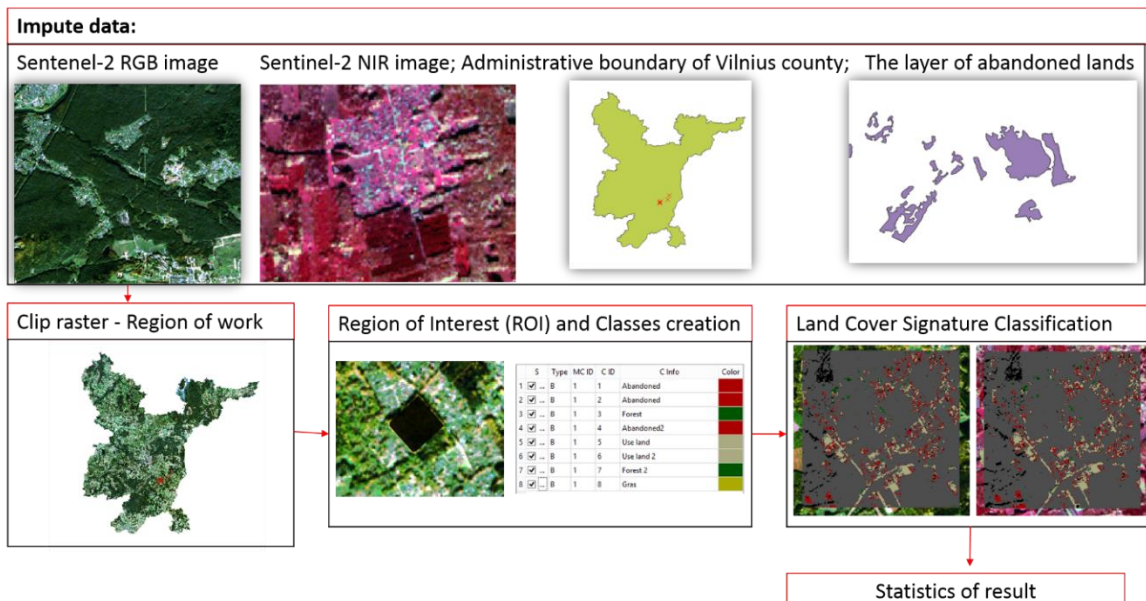 Impute data:
Sentenel-2 RGB image
Sentinel-2 NIR image; Administrative boundary of Vilnius county; The layer of abandoned lands
Clip raster - Region of work
Region of Interest (ROI) and Classes creation
Land Cover Signature Classification
S Type MC ID C ID C Info Color
1 ... B 1 1 Abandoned
2 ... B 1 2 Abandoned
3 ... B 1 3 Forest
4 ... B 1 4 Abandoned2
5 ... B 1 5 Use land
6 ... B 1 6 Use land 2
7 ... B 1 7 Forest 2
8 ... B 1 8 Gras
Statistics of result